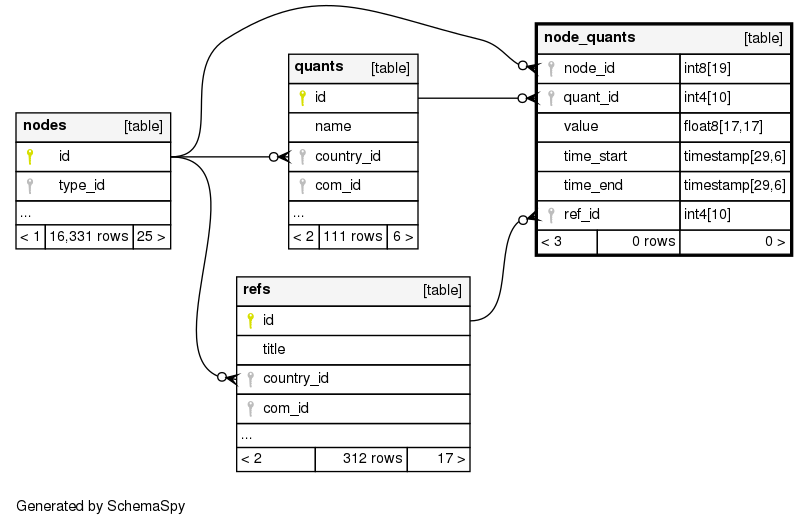 nodes [table]
id
type_id
...
< 1 16,331 rows 25 >
quants [table]
id
name
country_id
com_id
...
< 2 111 rows 6 >
node_quants [table]
node_id int8[19]
quant_id int4[10]
value float8[17,17]
time_start timestamp[29,6]
time_end timestamp[29,6]
ref_id int4[10]
< 3 0 rows 0 >
refs [table]
id
title
country_id
com_id
...
< 2 312 rows 17 >
Generated by SchemaSpy